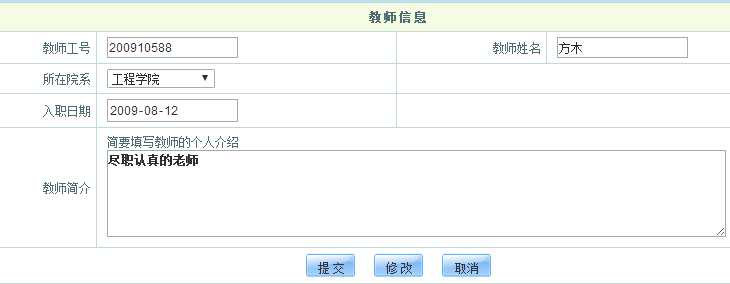 教师信息
教师工号 200910588 教师姓名 方木
所在院系 工程学院
入职日期 2009-08-12
简要填写教师的个人介绍
教师简介 尽职认真的老师
提交 修改 取消